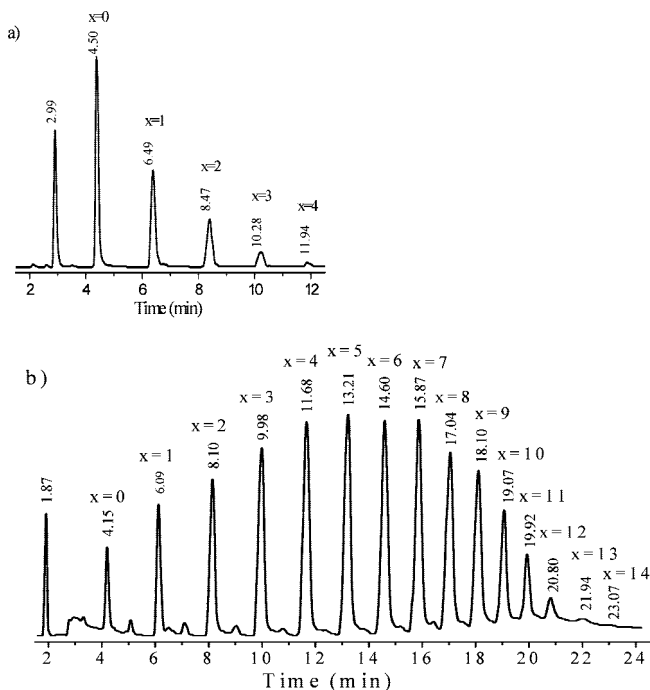 a)
x=0
4.50
2.99
x=1
6.49
x=2
8.47
x=3
10.28
x=4
11.94
2 4 6 8 10 12
Time (min)
b)
1.87
x=0
4.15
x=1
6.09
x=2
8.10
x=3
9.98
x=4
11.68
x=5
13.21
x=6
14.60
x=7
15.87
x=8
17.04
x=9
18.10
x=10
19.07
x=11
19.92
x=12
20.80
x=13
21.94
x=14
23.07
2 4 6 8 10 12 14 16 18 20 22 24
Time (min)